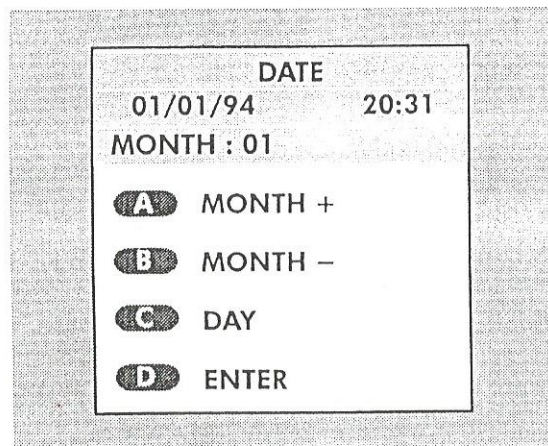 DATE
01/01/94 20:31
MONTH : 01
A MONTH +
B MONTH –
C DAY
D ENTER